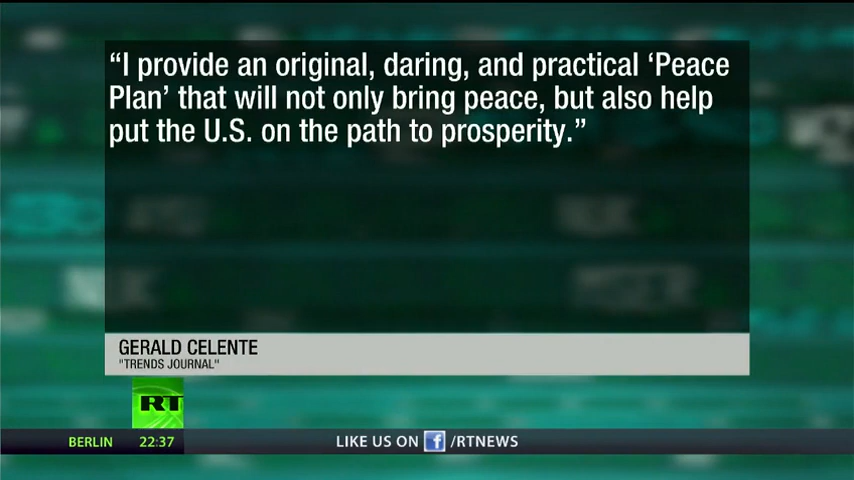 “I provide an original, daring, and practical ‘Peace
Plan’ that will not only bring peace, but also help
put the U.S. on the path to prosperity.”
GERALD CELENTE
"TRENDS JOURNAL"
RT
BERLIN 22:37 LIKE US ON f /RTNEWS